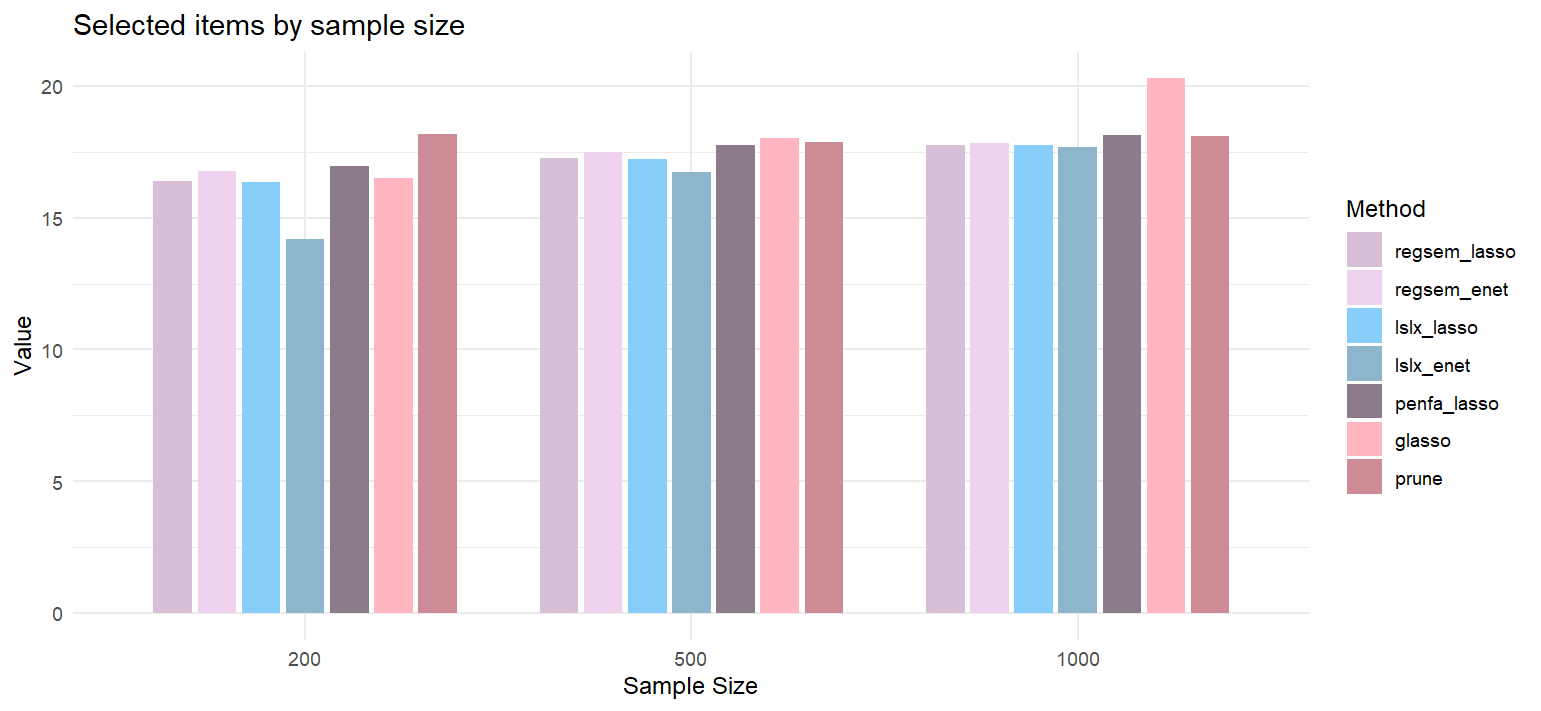 Selected items by sample size
Value
20
15
10
5
0
200
500
1000
Sample Size
Method
regsem_lasso
regsem_enet
lslx_lasso
lslx_enet
penfa_lasso
glasso
prune